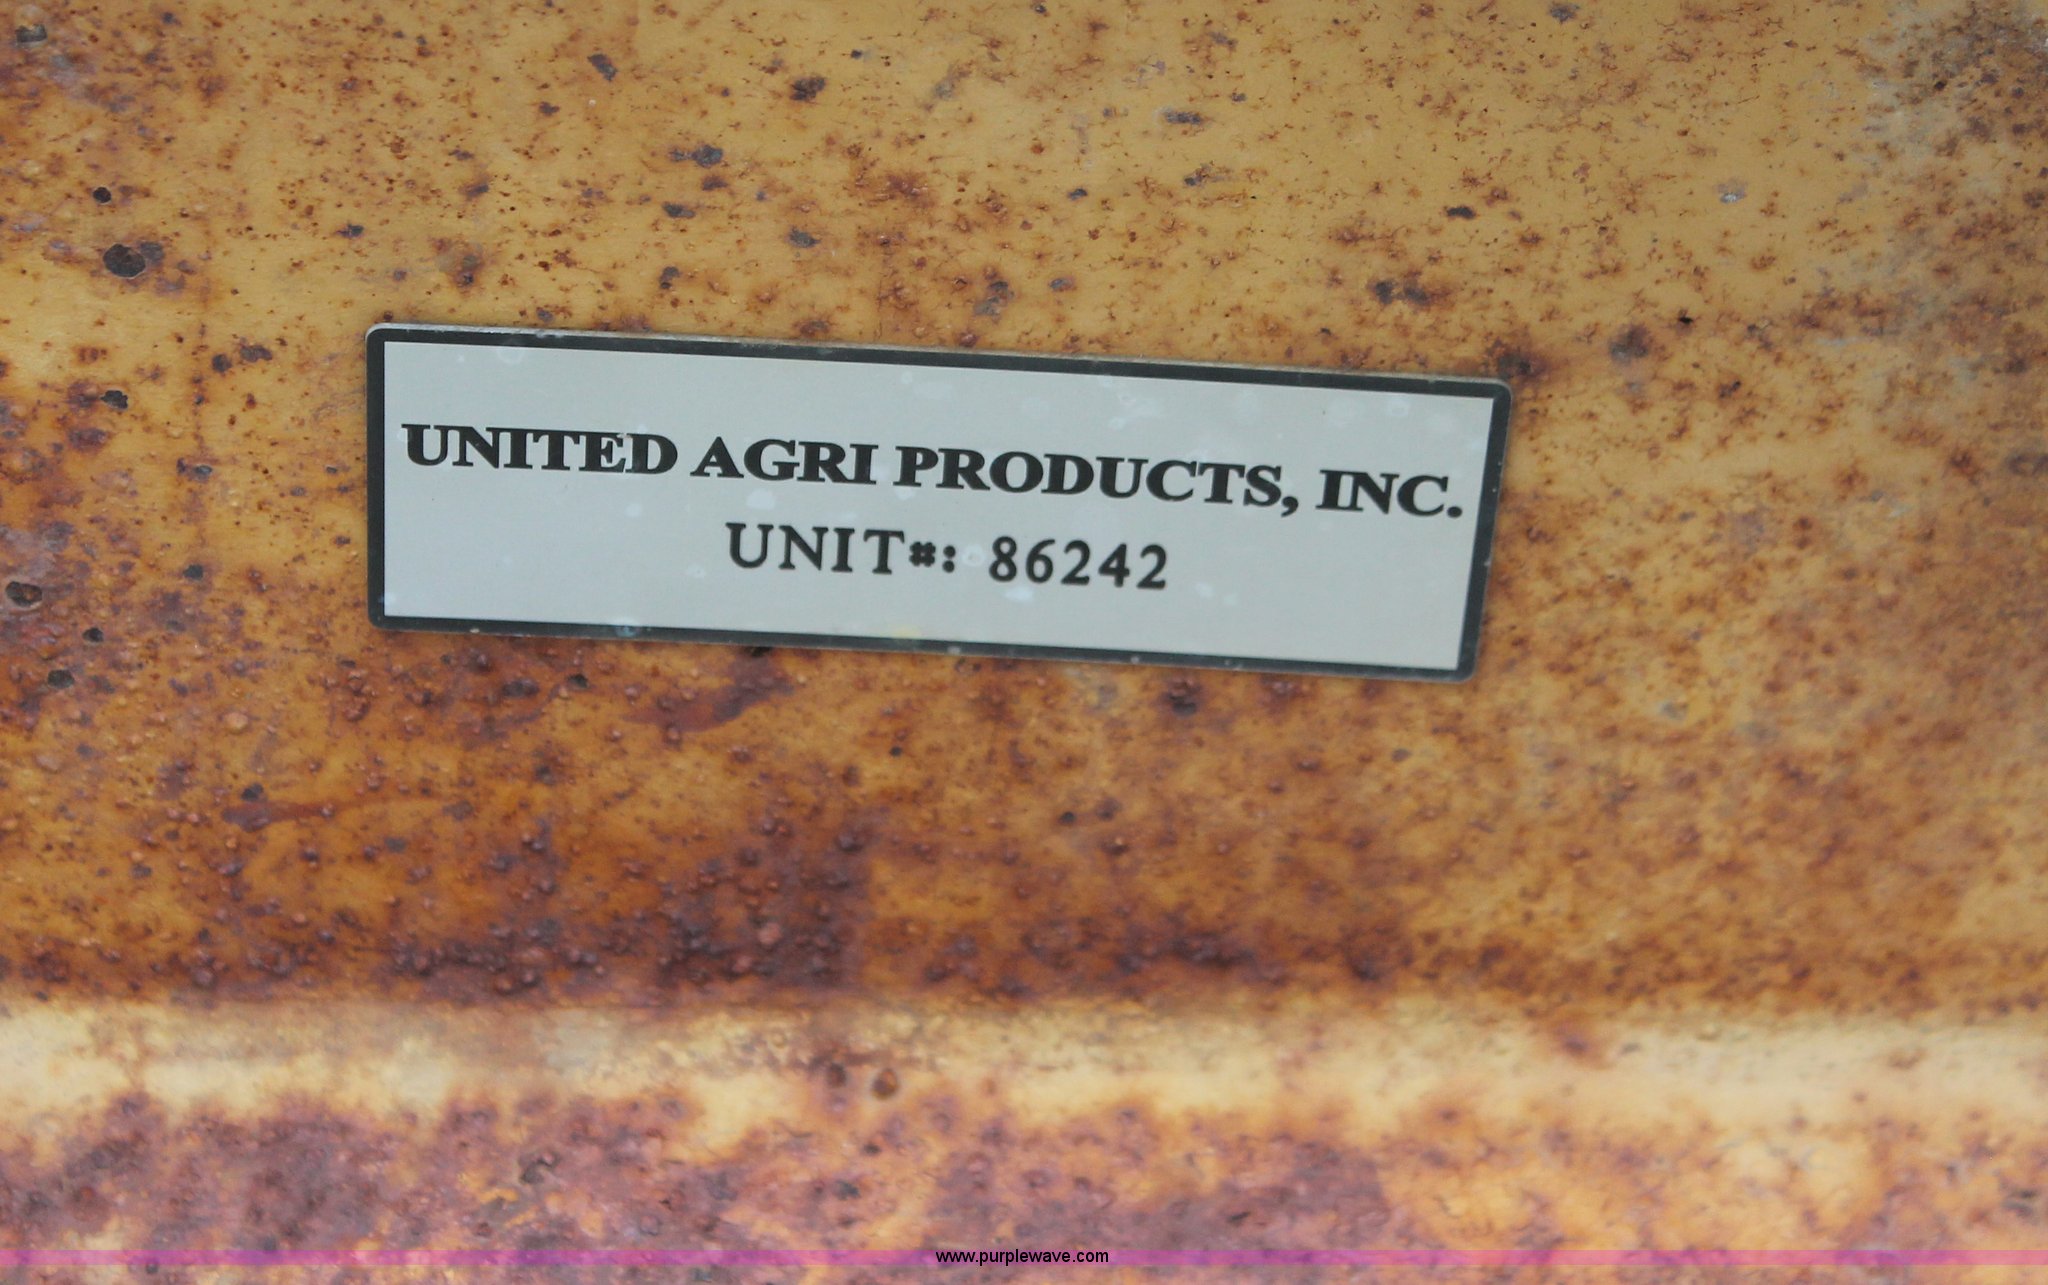 UNITED AGRI PRODUCTS, INC.
UNIT#: 86242
www.purplewave.com